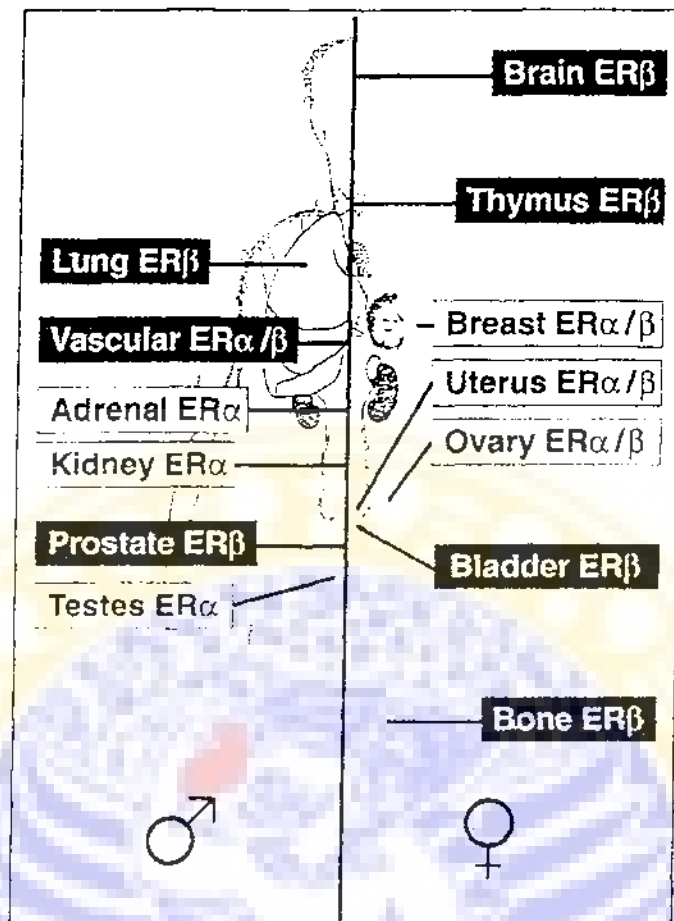 Brain ERβ
Thymus ERβ
Lung ERβ
Vascular ERα/β
Breast ERα/β
Uterus ERα/β
Adrenal ERα
Ovary ERα/β
Kidney ERα
Prostate ERβ
Bladder ERβ
Testes ERα
Bone ERβ
♂
♀